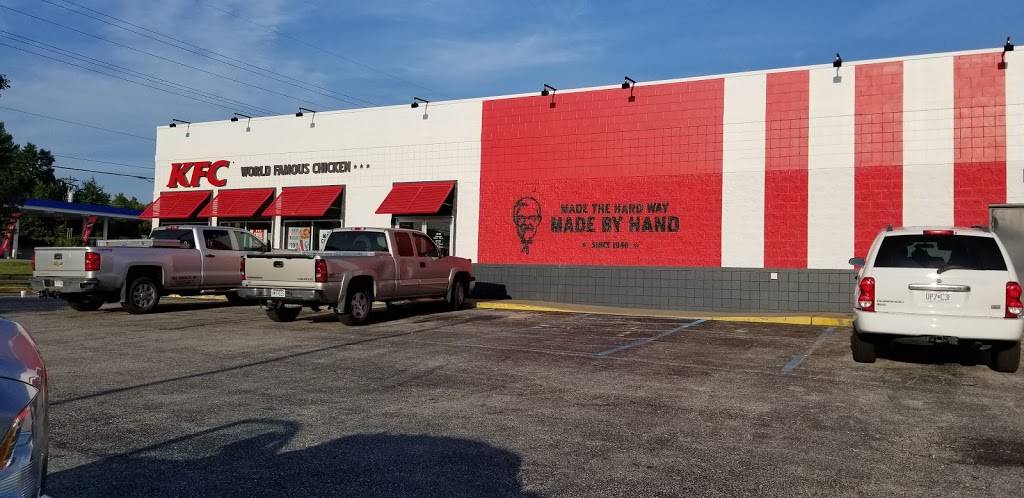 KFC
WORLD FAMOUS CHICKEN ★★★
MADE THE HARD WAY
MADE BY HAND
★ SINCE 1940 ★